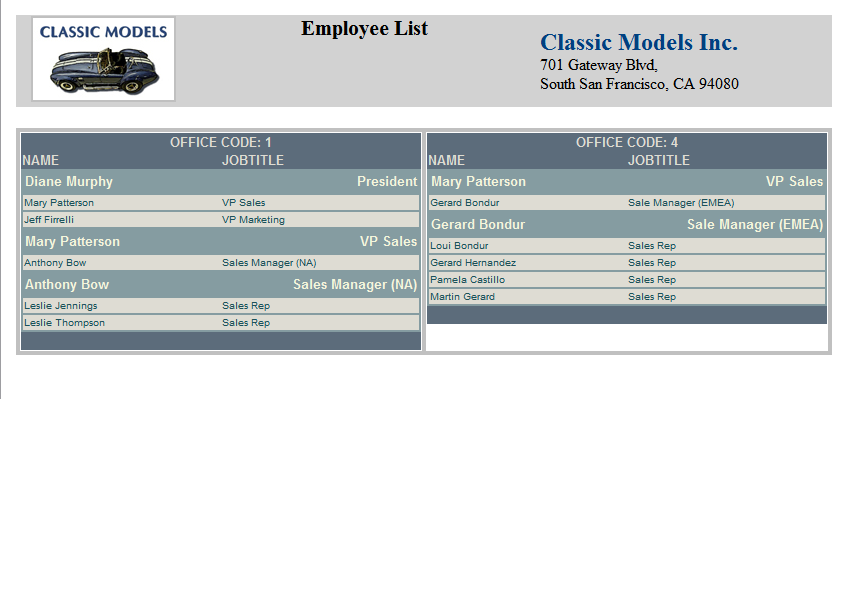 CLASSIC MODELS
Employee List
Classic Models Inc.
701 Gateway Blvd,
South San Francisco, CA 94080
OFFICE CODE: 1
NAME JOBTITLE
Diane Murphy President
Mary Patterson VP Sales
Jeff Firrelli VP Marketing
Mary Patterson VP Sales
Anthony Bow Sales Manager (NA)
Anthony Bow Sales Manager (NA)
Leslie Jennings Sales Rep
Leslie Thompson Sales Rep
OFFICE CODE: 4
NAME JOBTITLE
Mary Patterson VP Sales
Gerard Bondur Sale Manager (EMEA)
Gerard Bondur Sale Manager (EMEA)
Loui Bondur Sales Rep
Gerard Hernandez Sales Rep
Pamela Castillo Sales Rep
Martin Gerard Sales Rep